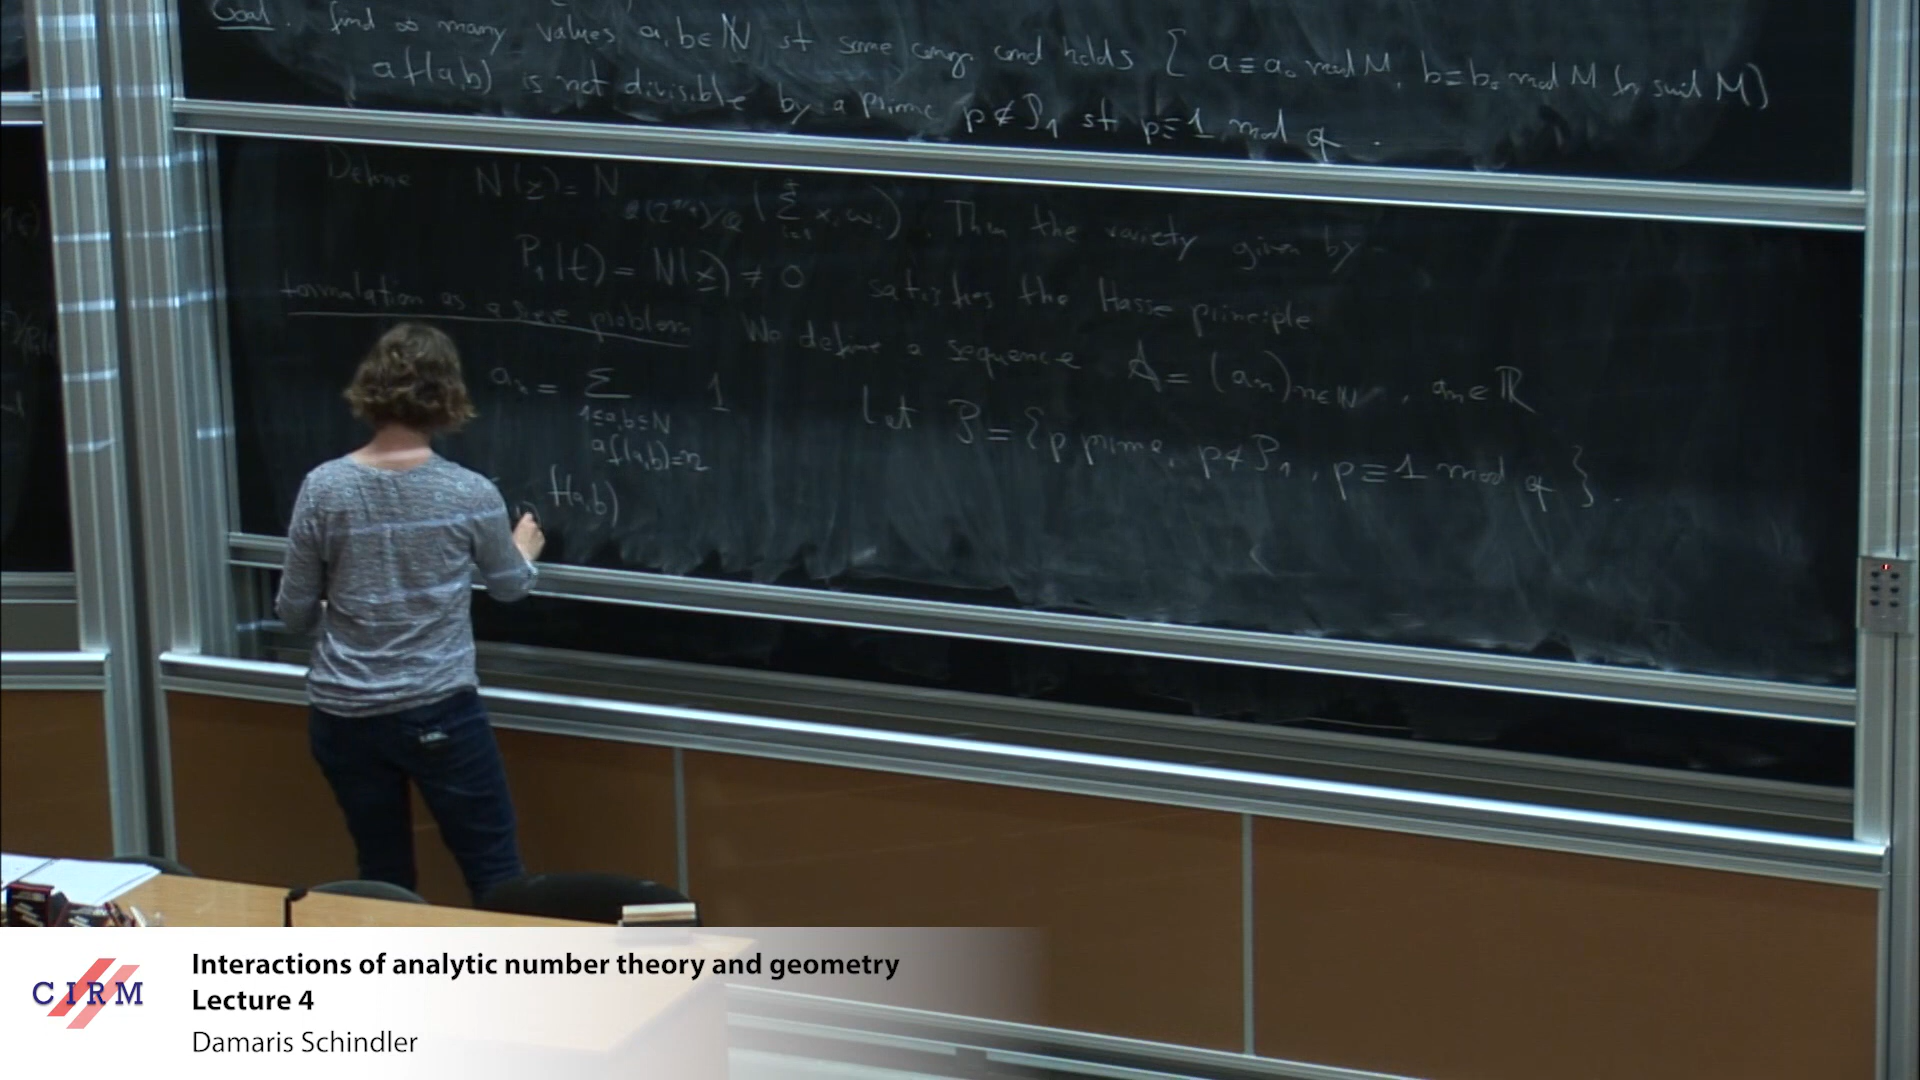 Goal. find ∞ many values a, b ∈ ℕ st some congr. cond holds [ a ≡ a₀ mod M, b ≡ b₀ mod M for suit M)
a f(a,b) is not divisible by a prime p ∉ P₁ st p ≡ 1 mod q.
Define N(x) = N ( Σ xᵢωᵢ). Then the variety given by
P₁(t) = N(x) ≠ 0 satisfies the Hasse principle
formulation as a sieve problem We define a sequence A = (aₙ)ₙ∈ℕ, aₙ ∈ ℝ
aₙ = Σ 1 Let P = {p prime, p ∉ P₁, p ≡ 1 mod q}.
1≤a,b≤N
a f(a,b)=n
f(a,b)
CIRM
Interactions of analytic number theory and geometry
Lecture 4
Damaris Schindler